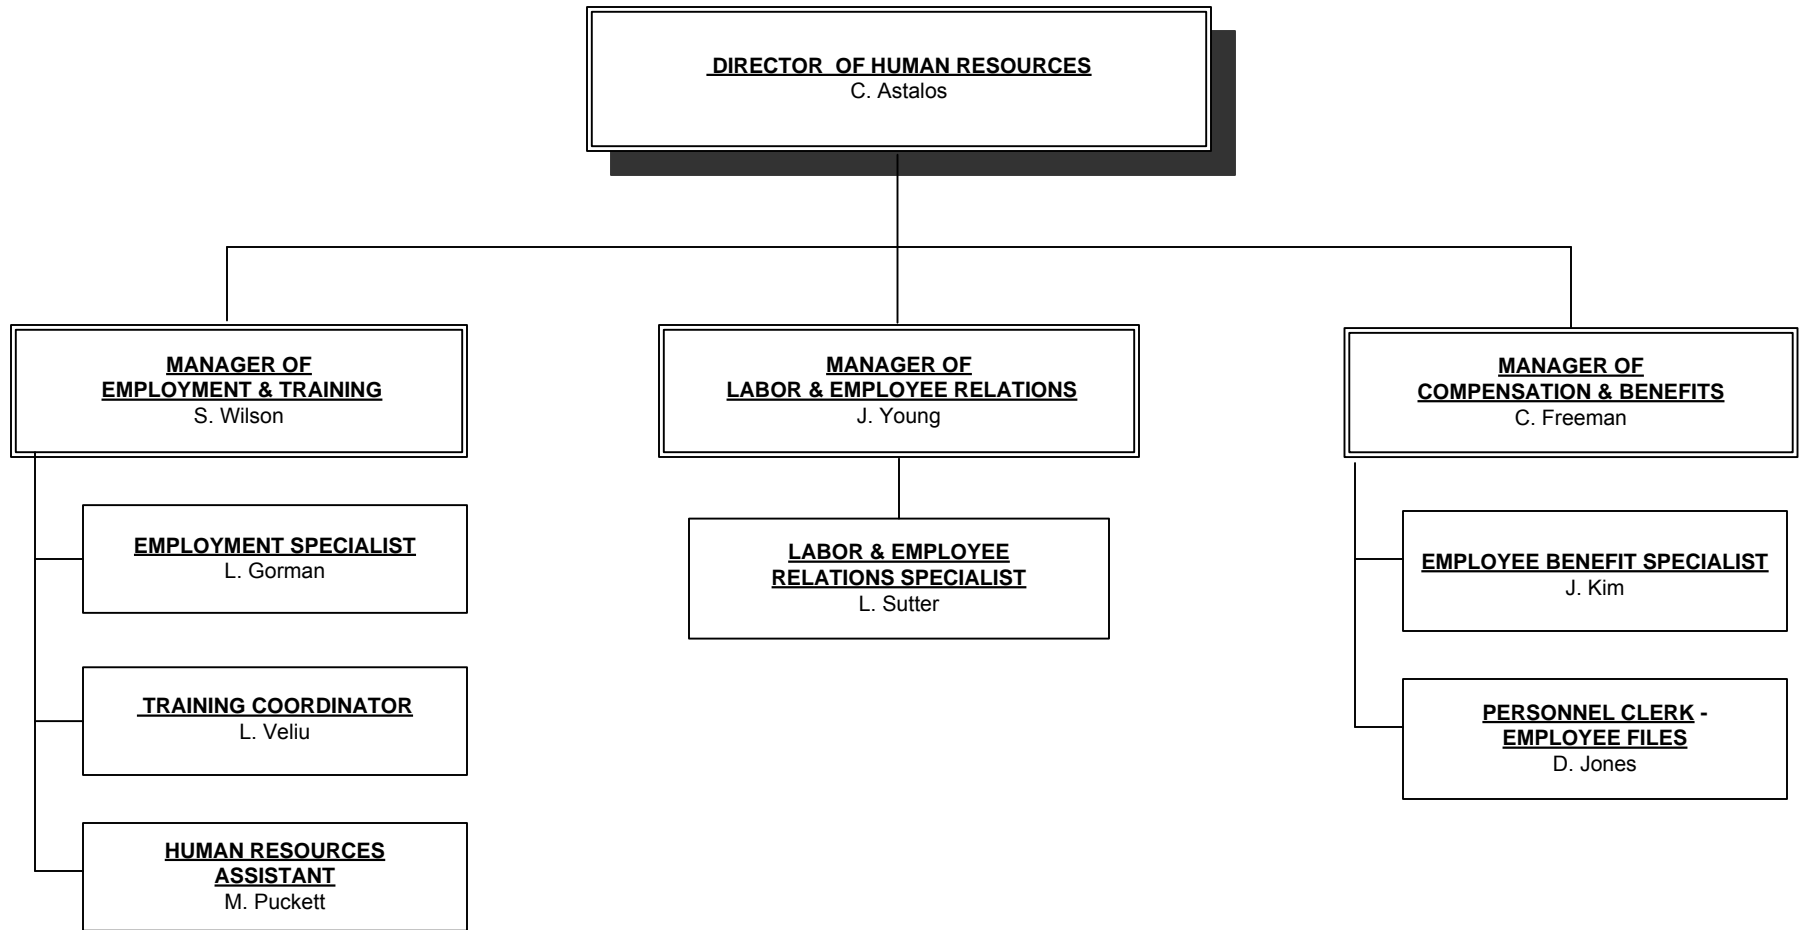 DIRECTOR OF HUMAN RESOURCES
C. Astalos
MANAGER OF
EMPLOYMENT & TRAINING
S. Wilson
MANAGER OF
LABOR & EMPLOYEE RELATIONS
J. Young
MANAGER OF
COMPENSATION & BENEFITS
C. Freeman
EMPLOYMENT SPECIALIST
L. Gorman
TRAINING COORDINATOR
L. Veliu
HUMAN RESOURCES
ASSISTANT
M. Puckett
LABOR & EMPLOYEE
RELATIONS SPECIALIST
L. Sutter
EMPLOYEE BENEFIT SPECIALIST
J. Kim
PERSONNEL CLERK -
EMPLOYEE FILES
D. Jones